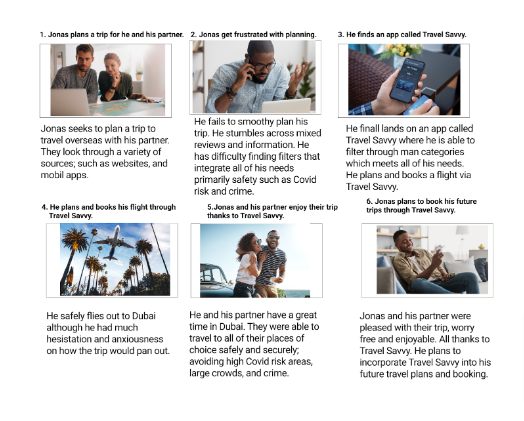 1. Jonas plans a trip for he and his partner.
Jonas seeks to plan a trip to
travel overseas with his partner.
They look through a variety of
sources; such as websites, and
mobil apps.
2. Jonas get frustrated with planning.
He fails to smoothy plan his
trip. He stumbles across mixed
reviews and information. He
has difficulty finding filters that
integrate all of his needs
primarily safety such as Covid
risk and crime.
3. He finds an app called Travel Savvy.
He finall lands on an app called
Travel Savvy where he is able to
filter through man categories
which meets all of his needs.
He plans and books a flight via
Travel Savvy.
4. He plans and books his flight through
Travel Savvy.
He safely flies out to Dubai
although he had much
hesistation and anxiousness
on how the trip would pan out.
5.Jonas and his partner enjoy their trip
thanks to Travel Savvy.
He and his partner have a great
time in Dubai. They were able to
travel to all of their places of
choice safely and securely;
avoiding high Covid risk areas,
large crowds, and crime.
6. Jonas plans to book his future
trips through Travel Savvy.
Jonas and his partner were
pleased with their trip, worry
free and enjoyable. All thanks to
Travel Savvy. He plans to
incorporate Travel Savvy into his
future travel plans and booking.